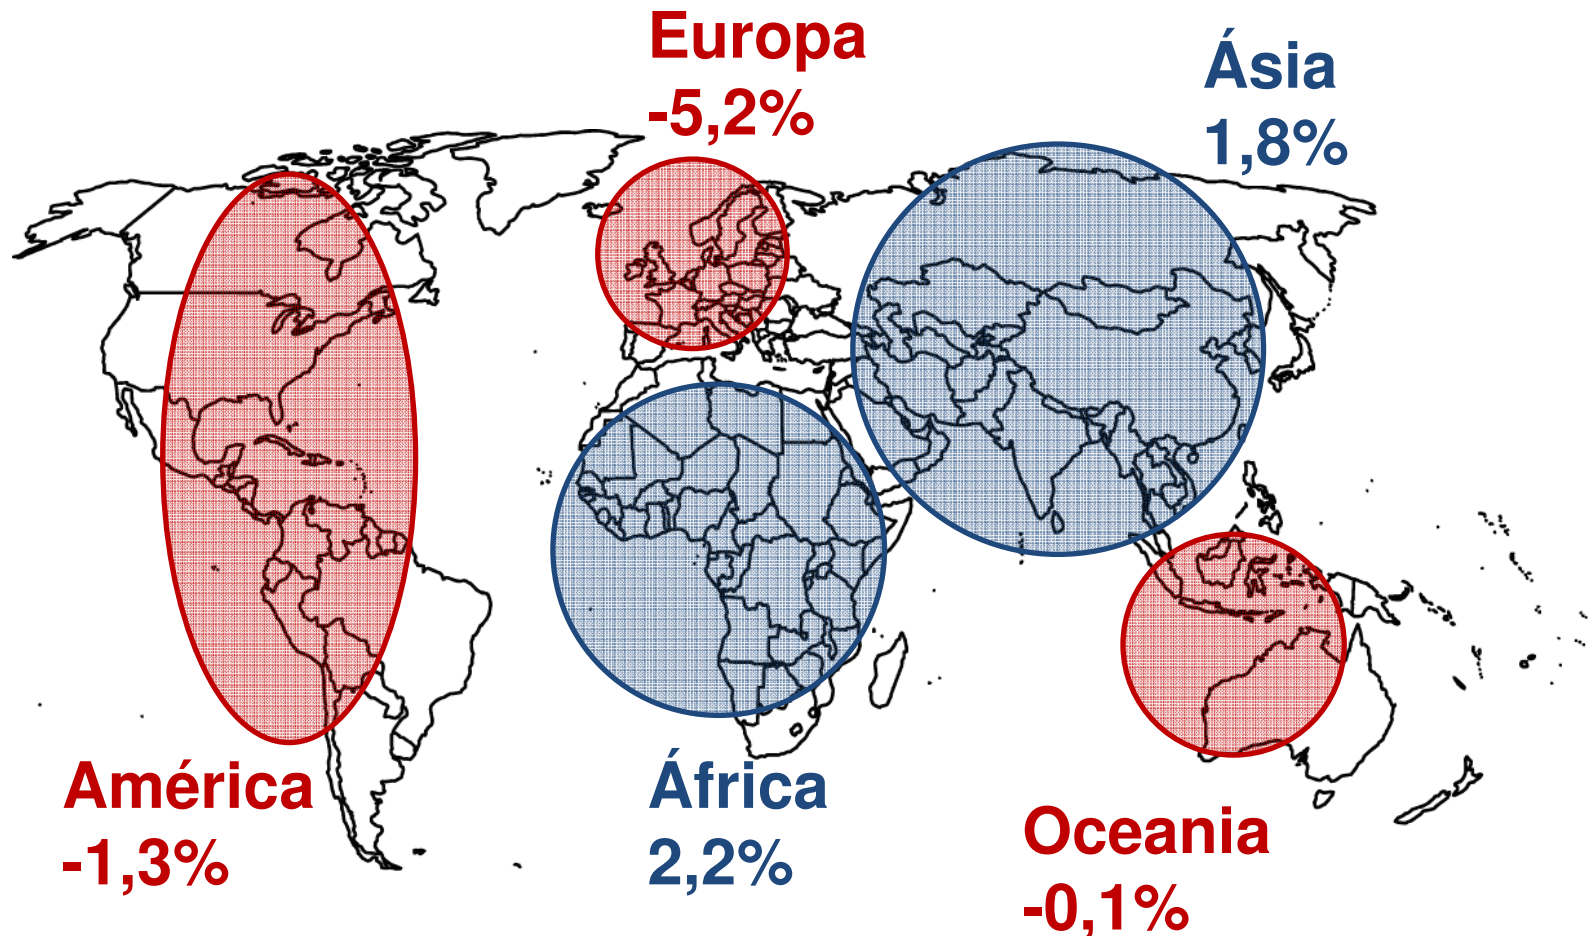 Europa
-5,2%
Ásia
1,8%
América
-1,3%
África
2,2%
Oceania
-0,1%